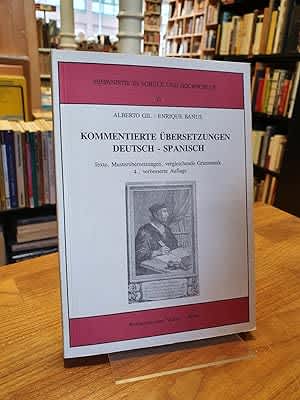 HISPANISTIK IN SCHULE UND HOCHSCHULE
ALBERTO GIL - ENRIQUE BANÚS
KOMMENTIERTE ÜBERSETZUNGEN
DEUTSCH - SPANISCH
Texte, Musterübersetzungen, vergleichende Grammatik
4., verbesserte Auflage